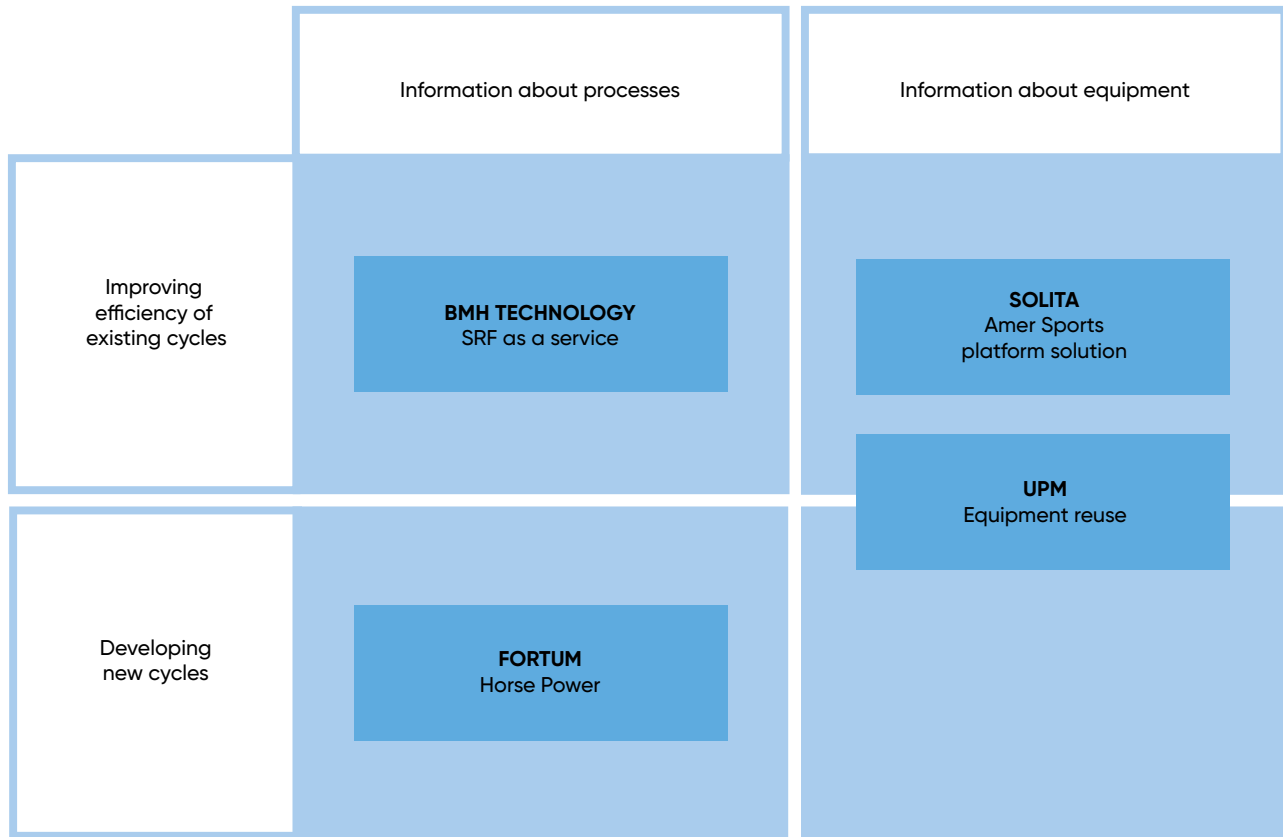 Information about processes
Information about equipment
Improving
efficiency of
existing cycles
BMH TECHNOLOGY
SRF as a service
SOLITA
Amer Sports
platform solution
UPM
Equipment reuse
Developing
new cycles
FORTUM
Horse Power